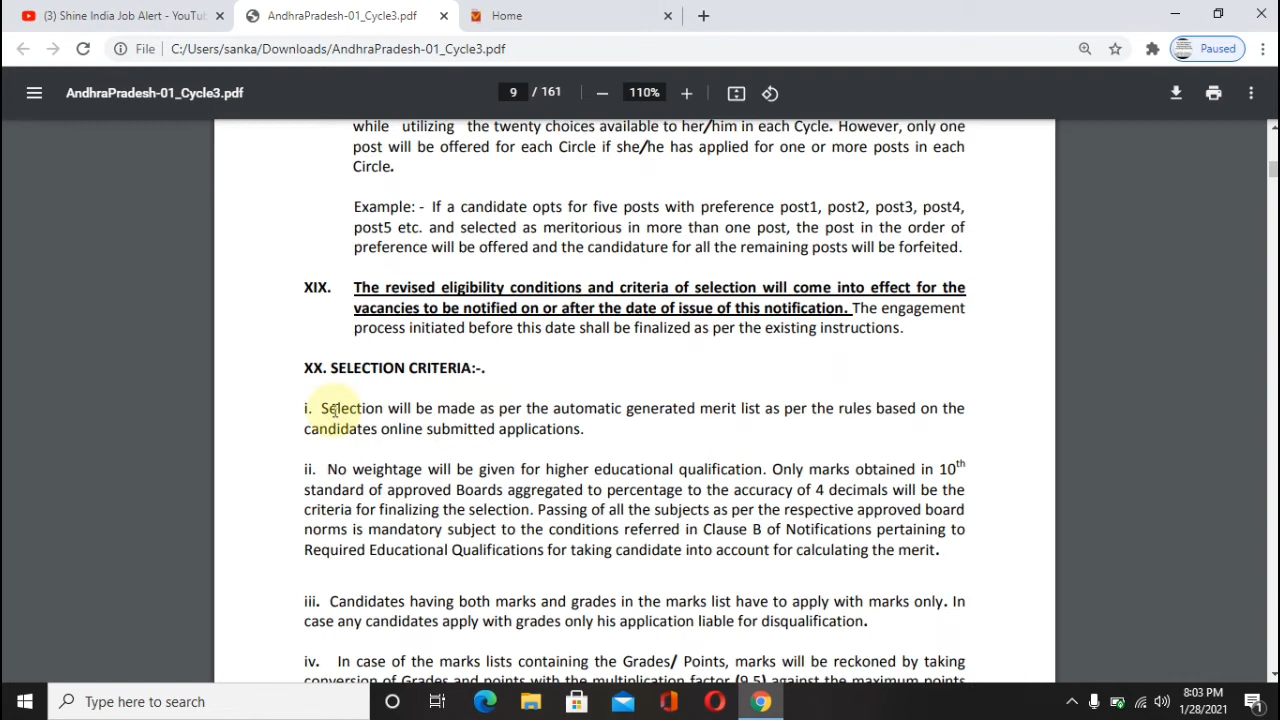 (3) Shine India Job Alert - YouTu
AndhraPradesh-01_Cycle3.pdf
Home
File
C:/Users/sanka/Downloads/AndhraPradesh-01_Cycle3.pdf
Paused
AndhraPradesh-01_Cycle3.pdf
9 / 161
110%
while utilizing the twenty choices available to her/him in each Cycle. However, only one
post will be offered for each Circle if she/he has applied for one or more posts in each
Circle.
Example: - If a candidate opts for five posts with preference post1, post2, post3, post4,
post5 etc. and selected as meritorious in more than one post, the post in the order of
preference will be offered and the candidature for all the remaining posts will be forfeited.
XIX. The revised eligibility conditions and criteria of selection will come into effect for the
vacancies to be notified on or after the date of issue of this notification. The engagement
process initiated before this date shall be finalized as per the existing instructions.
XX. SELECTION CRITERIA:-.
i. Selection will be made as per the automatic generated merit list as per the rules based on the
candidates online submitted applications.
ii. No weightage will be given for higher educational qualification. Only marks obtained in 10th
standard of approved Boards aggregated to percentage to the accuracy of 4 decimals will be the
criteria for finalizing the selection. Passing of all the subjects as per the respective approved board
norms is mandatory subject to the conditions referred in Clause B of Notifications pertaining to
Required Educational Qualifications for taking candidate into account for calculating the merit.
iii. Candidates having both marks and grades in the marks list have to apply with marks only. In
case any candidates apply with grades only his application liable for disqualification.
iv. In case of the marks lists containing the Grades/ Points, marks will be reckoned by taking
conversion of Grades and points with the multiplication factor (9.5) against the maximum points
Type here to search
8:03 PM
1/28/2021